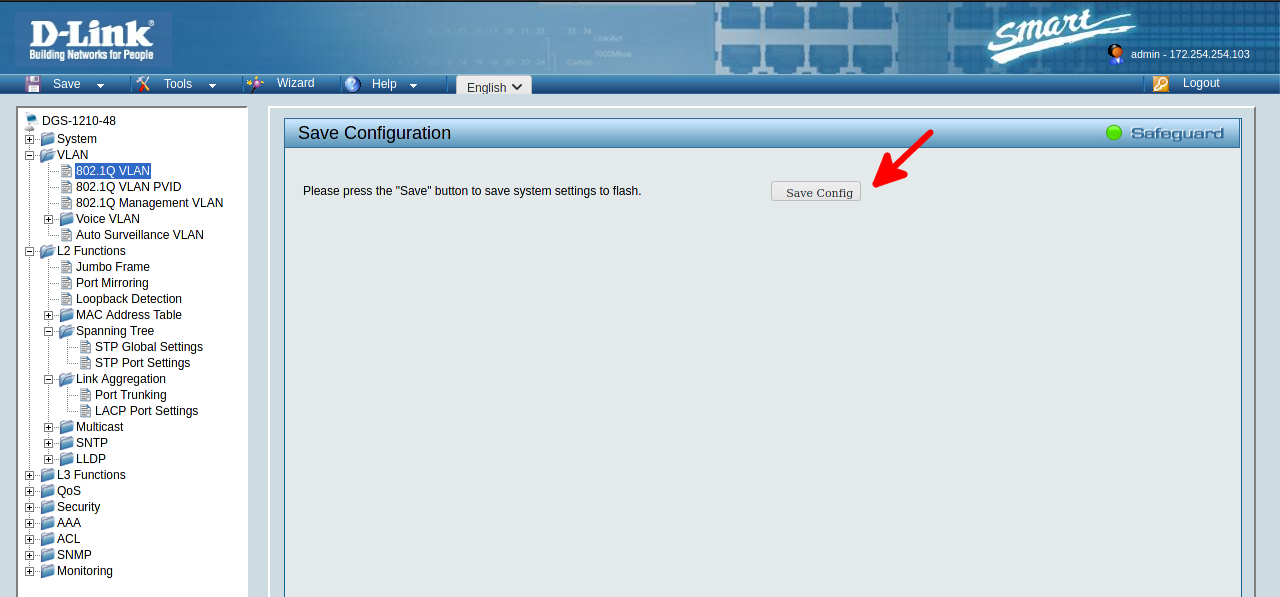 D-Link®
Building Networks for People
smart
admin - 172.254.254.103
Save
Tools
Wizard
Help
English
Logout
DGS-1210-48
System
VLAN
802.1Q VLAN
802.1Q VLAN PVID
802.1Q Management VLAN
Voice VLAN
Auto Surveillance VLAN
L2 Functions
Jumbo Frame
Port Mirroring
Loopback Detection
MAC Address Table
Spanning Tree
STP Global Settings
STP Port Settings
Link Aggregation
Port Trunking
LACP Port Settings
Multicast
SNTP
LLDP
L3 Functions
QoS
Security
AAA
ACL
SNMP
Monitoring
Save Configuration
Safeguard
Please press the "Save" button to save system settings to flash.
Save Config